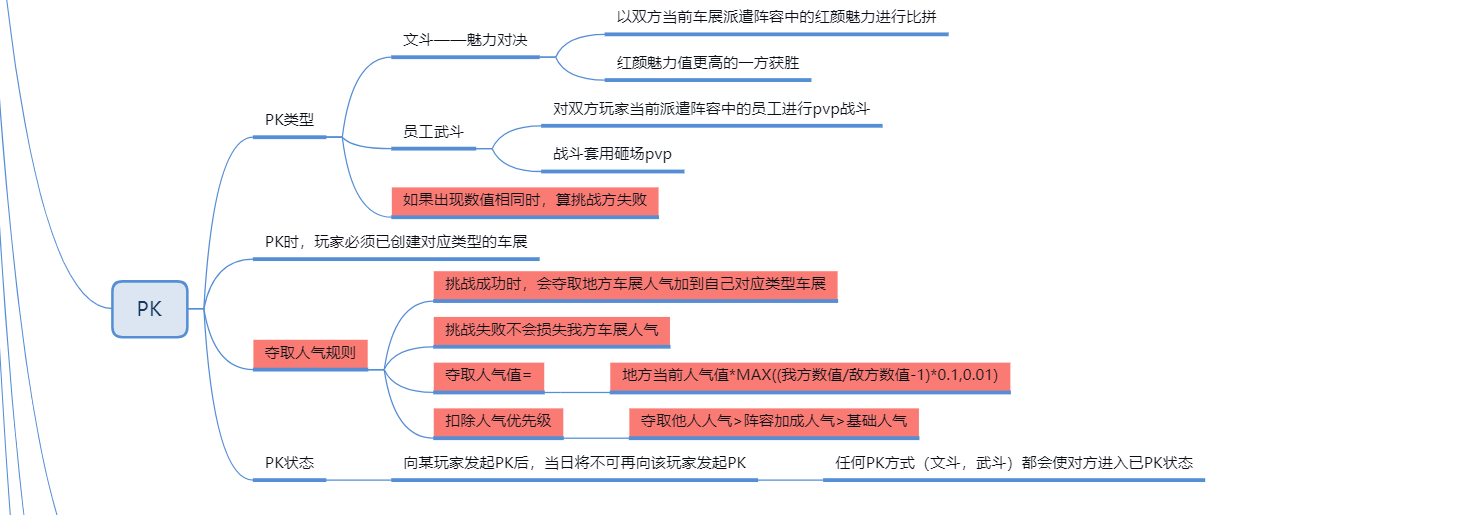 以双方当前车展派遣阵容中的红颜魅力进行比拼
文斗——魅力对决
红颜魅力值更高的一方获胜
对双方玩家当前派遣阵容中的员工进行pvp战斗
PK类型
员工武斗
战斗套用砸场pvp
如果出现数值相同时，算挑战方失败
PK时，玩家必须已创建对应类型的车展
挑战成功时，会夺取地方车展人气加到自己对应类型车展
PK
挑战失败不会损失我方车展人气
夺取人气规则
夺取人气值= 地方当前人气值*MAX((我方数值/敌方数值-1)*0.1,0.01)
扣除人气优先级 夺取他人人气>阵容加成人气>基础人气
PK状态 向某玩家发起PK后，当日将不可再向该玩家发起PK 任何PK方式（文斗，武斗）都会使对方进入已PK状态